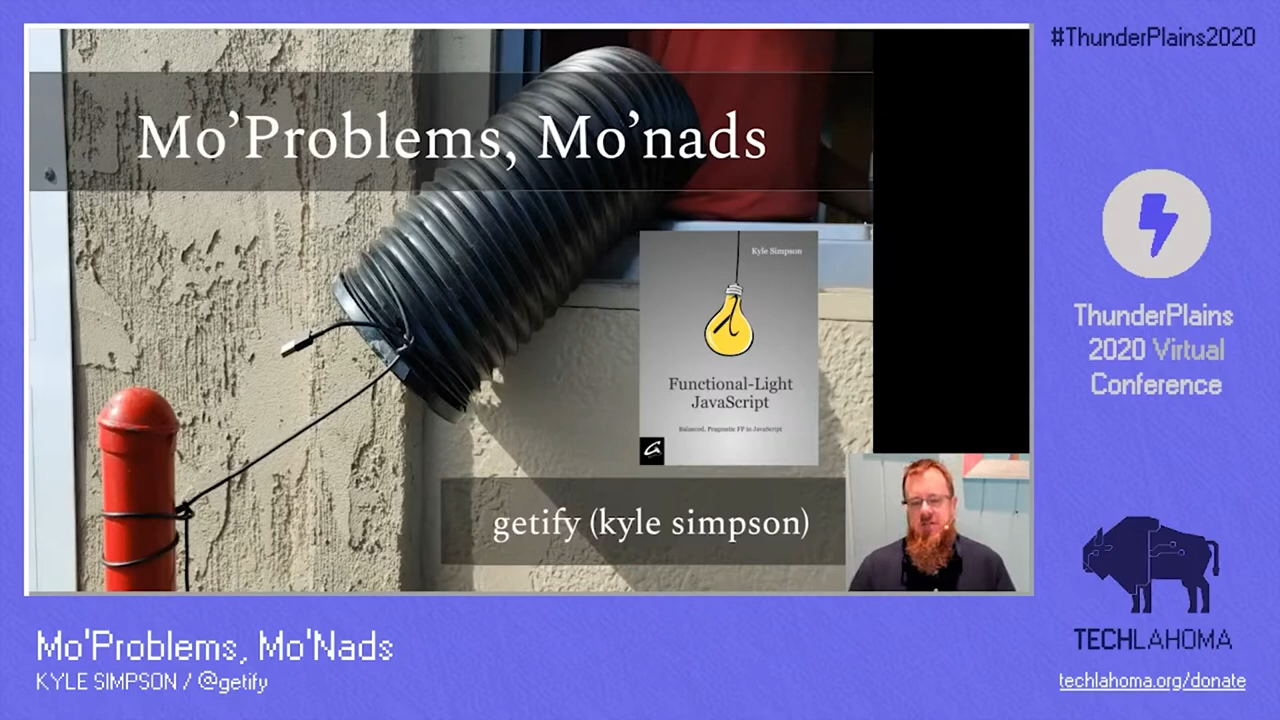 #ThunderPlains2020
Mo’Problems, Mo’nads
Kyle Simpson
Functional-Light
JavaScript
Balanced, Pragmatic FP in JavaScript
getify (kyle simpson)
ThunderPlains
2020 Virtual
Conference
TECHLAHOMA
techlahoma.org/donate
Mo'Problems, Mo'Nads
KYLE SIMPSON / @getify